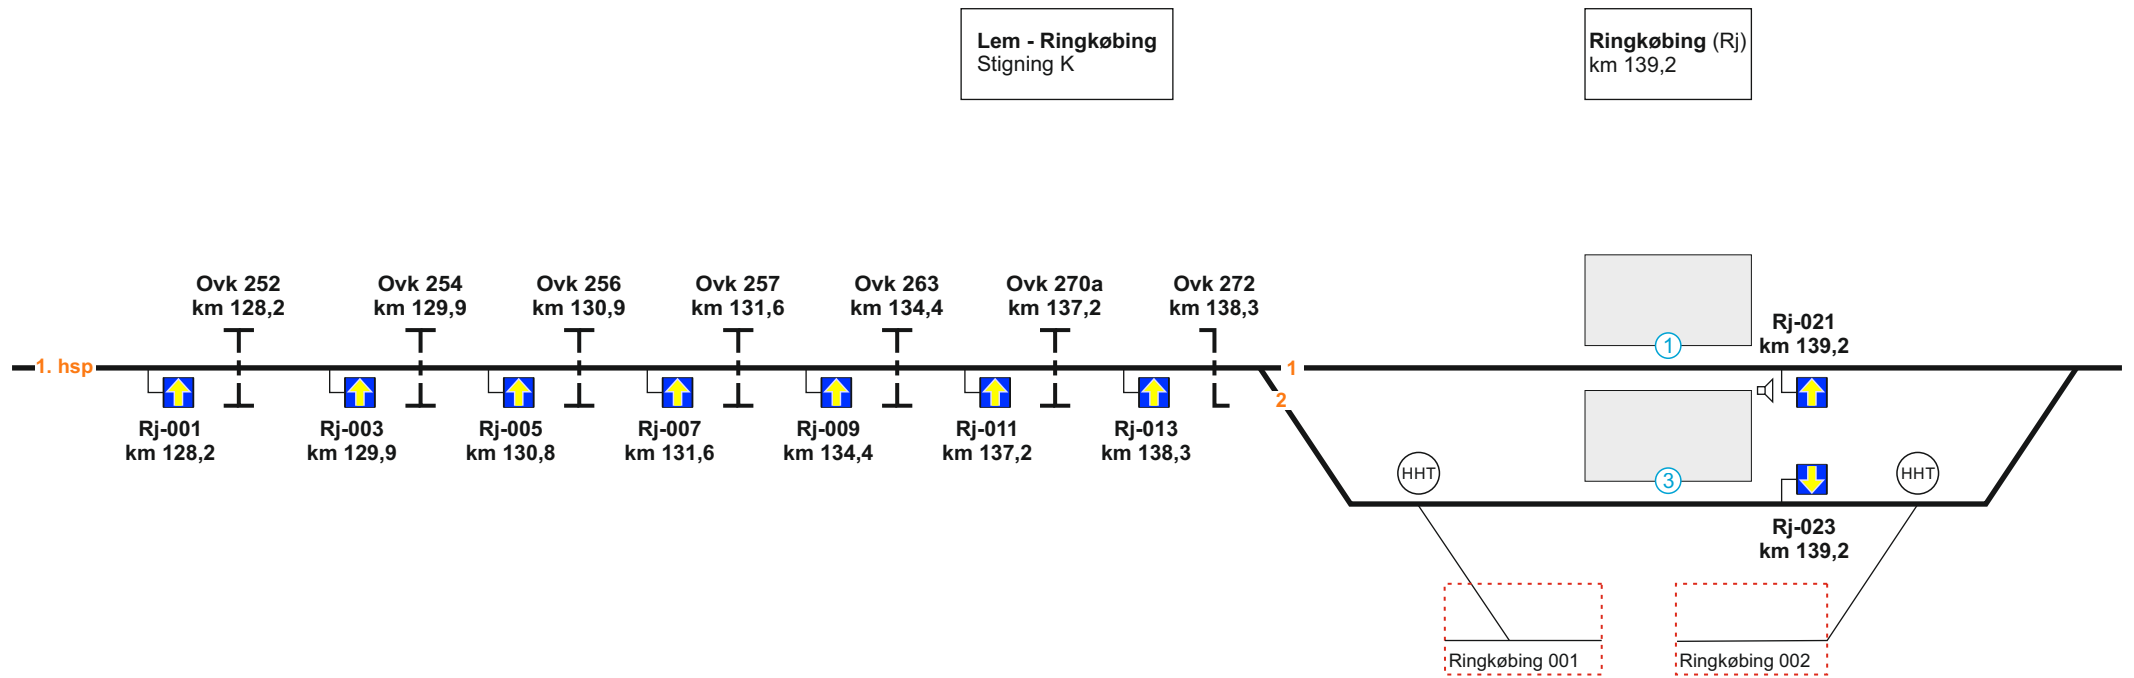 Lem - Ringkøbing
Stigning K
Ringkøbing (Rj)
km 139,2
Ovk 252
km 128,2
Ovk 254
km 129,9
Ovk 256
km 130,9
Ovk 257
km 131,6
Ovk 263
km 134,4
Ovk 270a
km 137,2
Ovk 272
km 138,3
1. hsp
Rj-001
km 128,2
Rj-003
km 129,9
Rj-005
km 130,8
Rj-007
km 131,6
Rj-009
km 134,4
Rj-011
km 137,2
Rj-013
km 138,3
1
2
1
Rj-021
km 139,2
3
HHT
HHT
Rj-023
km 139,2
Ringkøbing 001
Ringkøbing 002